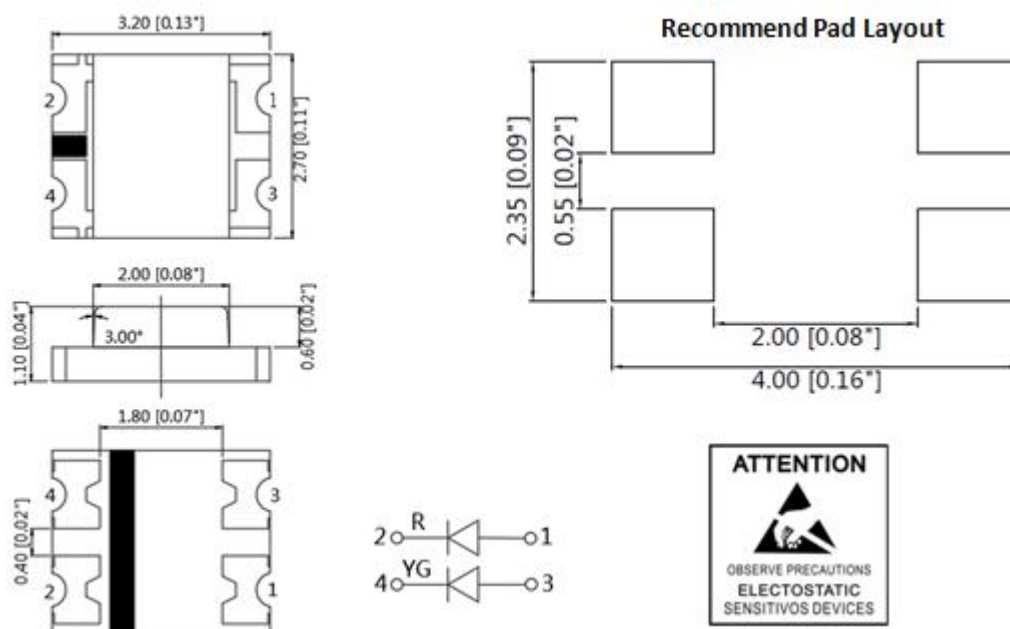 3.20 [0.13"]
2
1
4
3
2.70 [0.11"]
2.00 [0.08"]
3.00°
1.10 [0.04"]
0.60 [0.02"]
1.80 [0.07"]
4
3
2
1
0.40 [0.02"]
Recommend Pad Layout
2.35 [0.09"]
0.55 [0.02"]
2.00 [0.08"]
4.00 [0.16"]
2 R 1
4 YG 3
ATTENTION
OBSERVE PRECAUTIONS
ELECTOSTATIC
SENSITIVOS DEVICES